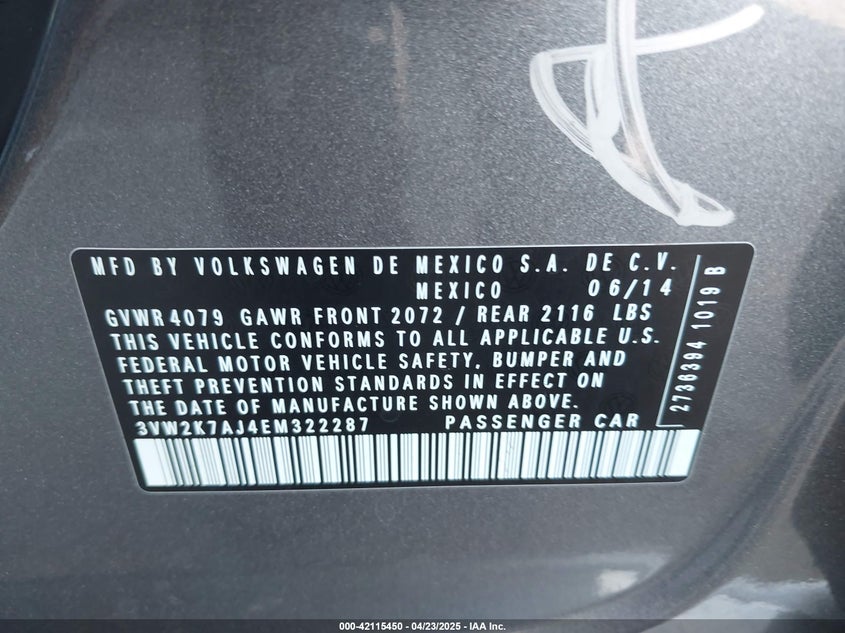 MFD BY VOLKSWAGEN DE MEXICO S.A. DE C.V.
MEXICO 06/14
GVWR 4079 GAWR FRONT 2072 / REAR 2116 LBS
THIS VEHICLE CONFORMS TO ALL APPLICABLE U.S.
FEDERAL MOTOR VEHICLE SAFETY, BUMPER AND
THEFT PREVENTION STANDARDS IN EFFECT ON
THE DATE OF MANUFACTURE SHOWN ABOVE.
3VW2K7AJ4EM322287 PASSENGER CAR
2736394 1019 B
000-42115450 - 04/23/2025 - IAA Inc.